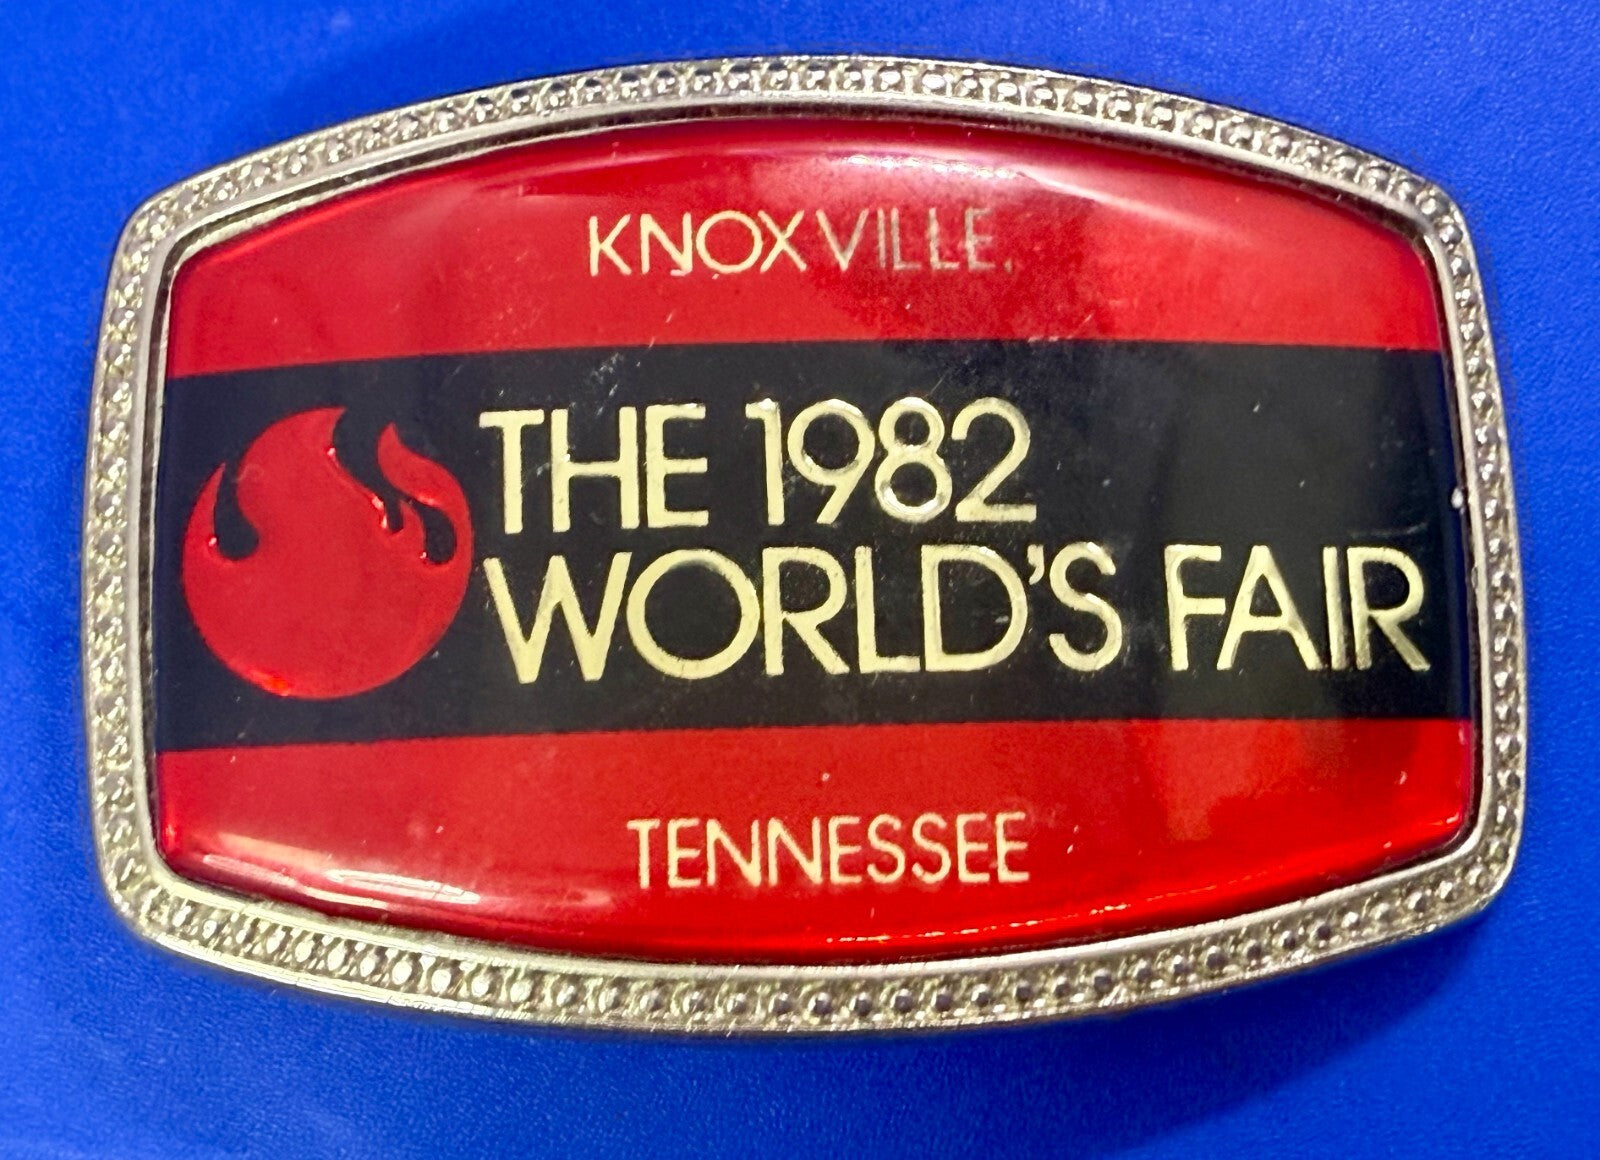 KNOXVILLE,
THE 1982
WORLD'S FAIR
TENNESSEE